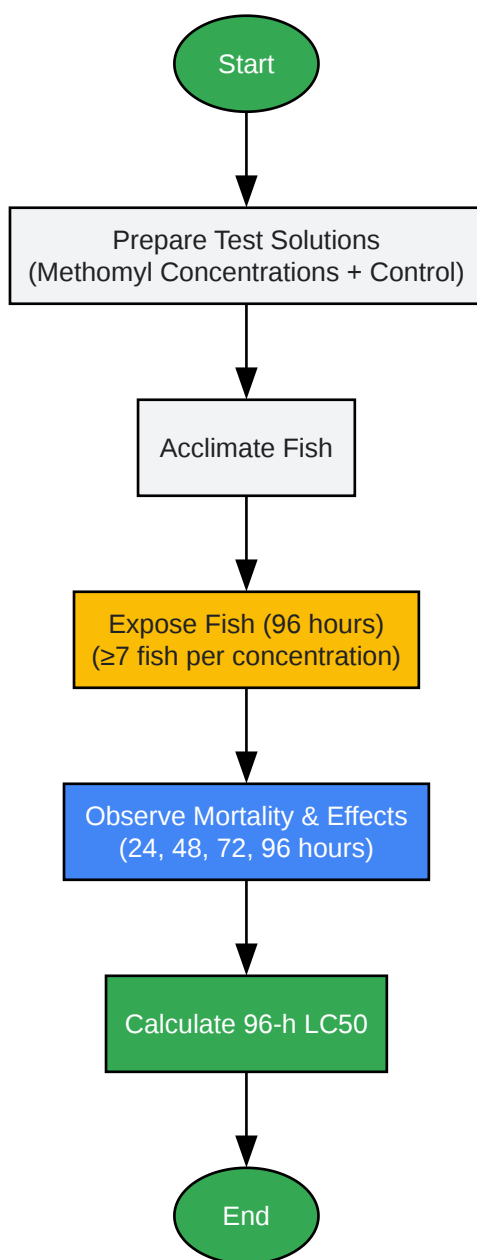 Start
Prepare Test Solutions
(Methomyl Concentrations + Control)
Acclimate Fish
Expose Fish (96 hours)
(≥7 fish per concentration)
Observe Mortality & Effects
(24, 48, 72, 96 hours)
Calculate 96-h LC50
End